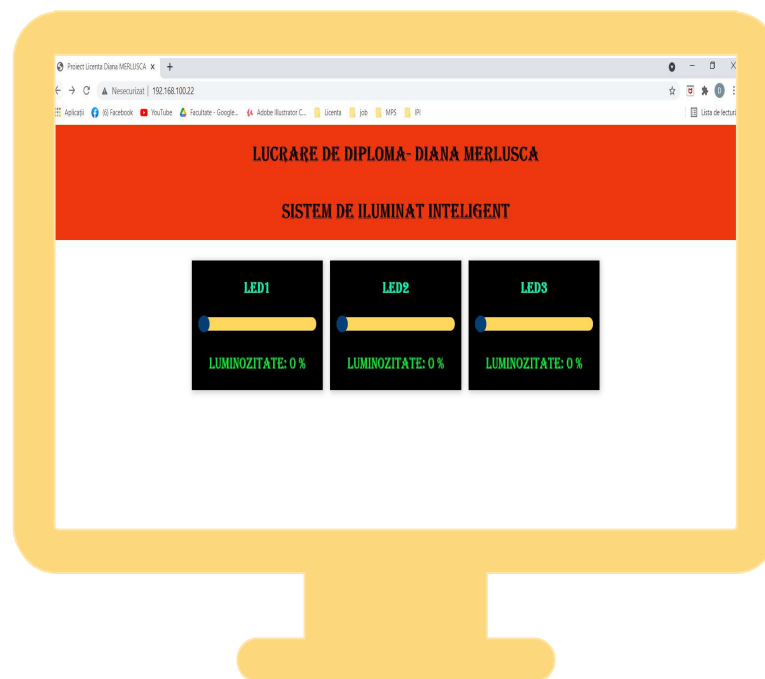 Proiect Licenta Diana MERLUSCA
Nesecurizat | 192.168.100.22
Aplicații (6) Facebook YouTube Facultate - Google... Adobe Illustrator C... Licenta job MPS IPI Lista de lectură
LUCRARE DE DIPLOMA- DIANA MERLUSCA
SISTEM DE ILUMINAT INTELIGENT
LED1 LED2 LED3
LUMINOZITATE: 0 % LUMINOZITATE: 0 % LUMINOZITATE: 0 %